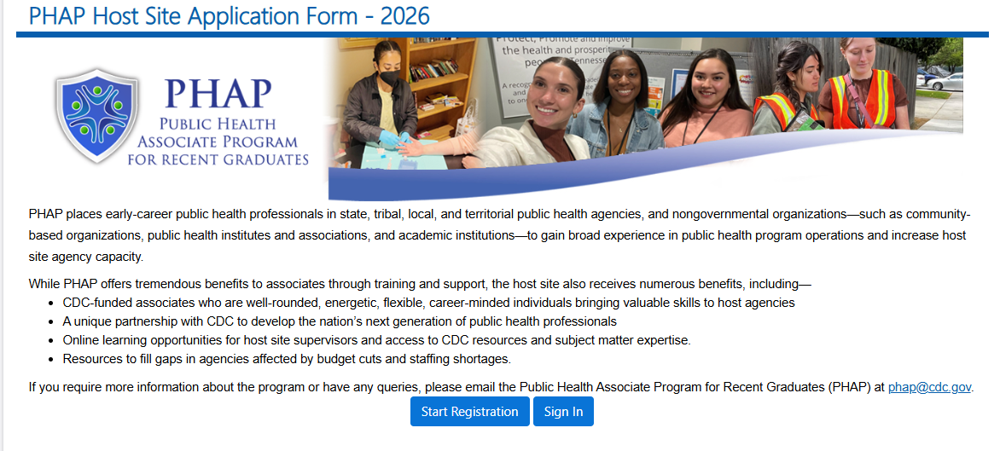 PHAP Host Site Application Form - 2026
Protect, Promote and Improve
the health and prosperit
peo Tennesse
A recog
and
to on
PHAP
PUBLIC HEALTH
ASSOCIATE PROGRAM
FOR RECENT GRADUATES
PHAP places early-career public health professionals in state, tribal, local, and territorial public health agencies, and nongovernmental organizations—such as community-
based organizations, public health institutes and associations, and academic institutions—to gain broad experience in public health program operations and increase host
site agency capacity.
While PHAP offers tremendous benefits to associates through training and support, the host site also receives numerous benefits, including—
• CDC-funded associates who are well-rounded, energetic, flexible, career-minded individuals bringing valuable skills to host agencies
• A unique partnership with CDC to develop the nation's next generation of public health professionals
• Online learning opportunities for host site supervisors and access to CDC resources and subject matter expertise.
• Resources to fill gaps in agencies affected by budget cuts and staffing shortages.
If you require more information about the program or have any queries, please email the Public Health Associate Program for Recent Graduates (PHAP) at phap@cdc.gov.
Start Registration Sign In